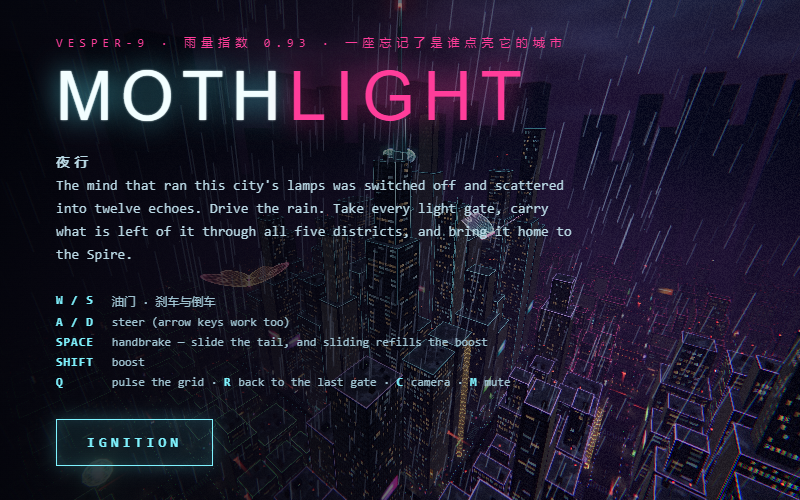 VESPER-9 · 雨量指数 0.93 · 一座忘记了是谁点亮它的城市
MOTHLIGHT
夜行
The mind that ran this city's lamps was switched off and scattered
into twelve echoes. Drive the rain. Take every light gate, carry
what is left of it through all five districts, and bring it home to
the Spire.
W / S 油门 · 刹车与倒车
A / D steer (arrow keys work too)
SPACE handbrake — slide the tail, and sliding refills the boost
SHIFT boost
Q pulse the grid · R back to the last gate · C camera · M mute
IGNITION